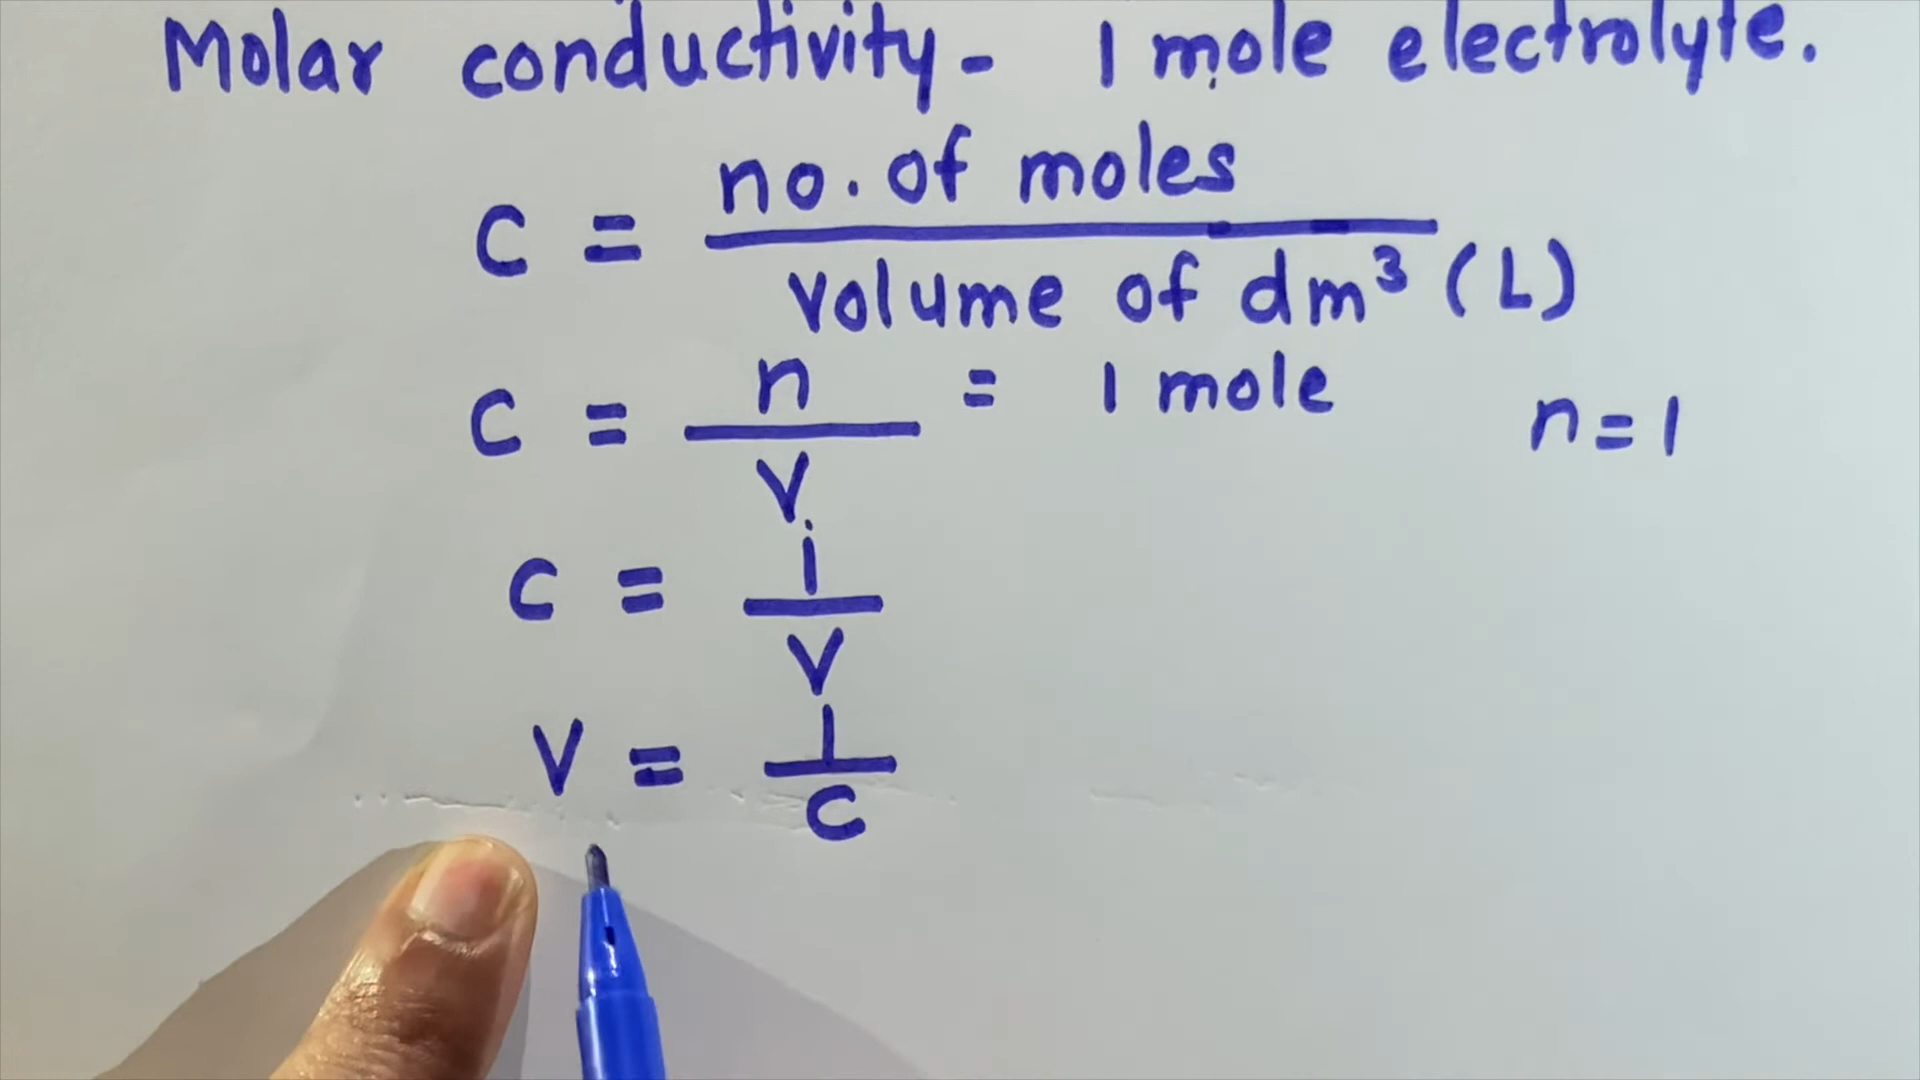 Molar conductivity - 1 mole electrolyte.
C = no. of moles / volume of dm³ (L)
C = n / V = 1 mole n = 1
C = 1 / V
V = 1 / C